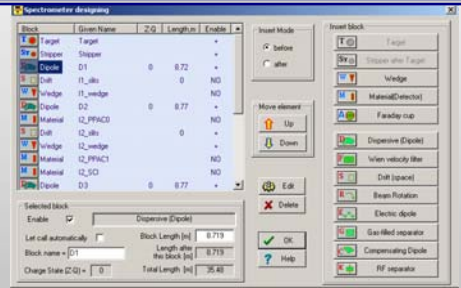 Spectrometer designing
Block Given Name Z-Q Length,m Enable
T Target Target +
St Stripper Stripper +
Dipole D1 0 8.72 +
S Drift I1_slits 0 NO
W Wedge I1_wedge NO
Dipole D2 0 8.77 +
M Material I2_PPAC0 NO
S Drift I2_slits 0 NO
W Wedge I2_wedge NO
M Material I2_PPAC1 NO
M Material I2_SCI NO
Dipole D3 0 8.77 +
Selected block
Enable
Dispersive (Dipole)
Let call automatically
Block Length [m] 8.719
Block name = D1
Length after this block [m] 8.719
Charge State (Z-Q) = 0
Total Length [m] 35.48
Insert Mode
before
after
Move element
Up
Down
Edit
Delete
OK
Help
Insert block
Target
Stripper after Target
Wedge
Material(Detector)
Faraday cup
Dispersive (Dipole)
Wien velocity filter
Drift (space)
Beam Rotation
Electric dipole
Gas-filled separator
Compensating Dipole
RF separator